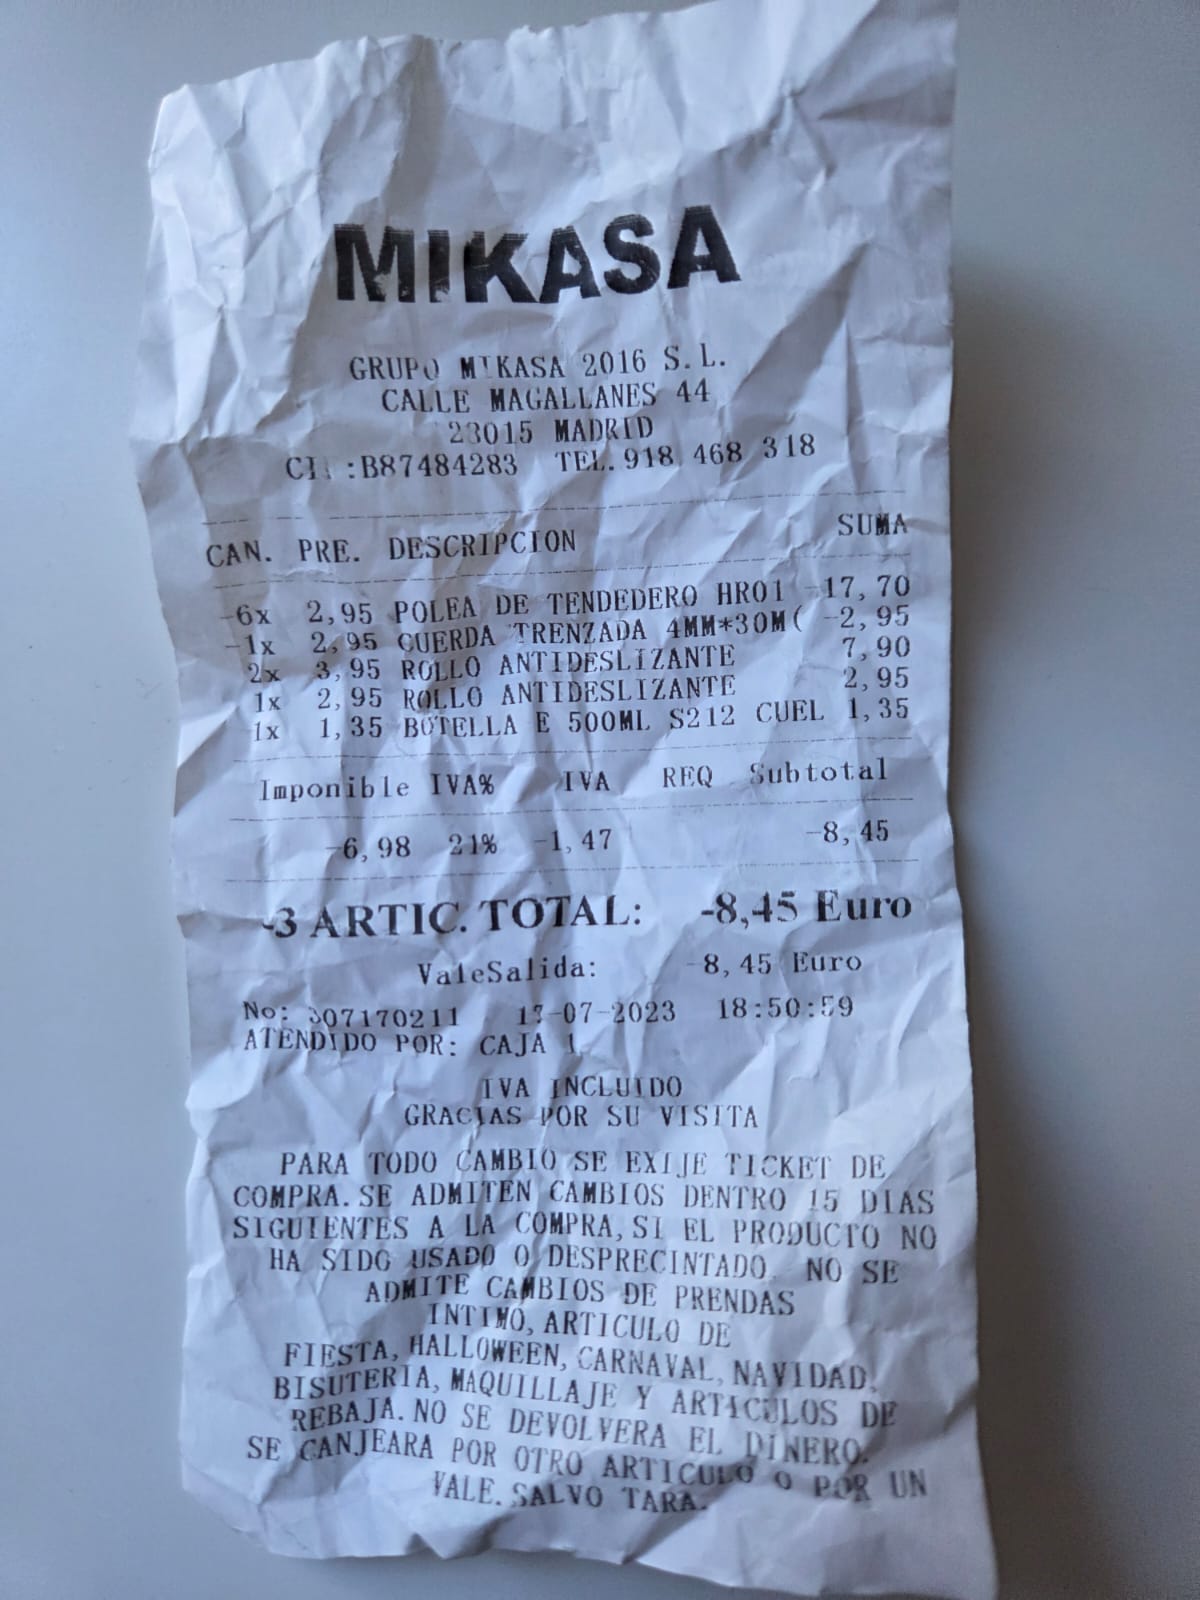 MIKASA
GRUPO MIKASA 2016 S.L.
CALLE MAGALLANES 44
28015 MADRID
:B87484283 TEL.918 468 318
CAN. PRE. DESCRIPCION SUMA
-6x 2,95 POLEA DE TENDEDERO HR01 -17,70
-1x 2,95 CUERDA TRENZADA 4MM*30M( -2,95
2x 3,95 ROLLO ANTIDESLIZANTE 7,90
1x 2,95 ROLLO ANTIDESLIZANTE 2,95
1x 1,35 BOTELLA E 500ML S212 CUEL 1,35
Imponible IVA% IVA REQ Subtotal
-6,98 21% -1,47 -8,45
-3 ARTIC. TOTAL: -8,45 Euro
ValeSalida: 8,45 Euro
No: 307170211 17-07-2023 18:50:59
ATENDIDO POR: CAJA 1
IVA INCLUIDO
GRACIAS POR SU VISITA
PARA TODO CAMBIO SE EXIJE TICKET DE
COMPRA. SE ADMITEN CAMBIOS DENTRO 15 DIAS
SIGUIENTES A LA COMPRA, SI EL PRODUCTO NO
HA SIDO USADO O DESPRECINTADO. NO SE
ADMITE CAMBIOS DE PRENDAS
INTIMO, ARTICULO DE
FIESTA, HALLOWEEN, CARNAVAL, NAVIDAD,
BISUTERIA, MAQUILLAJE Y ARTICULOS DE
REBAJA. NO SE DEVOLVERA EL DINERO.
SE CANJEARA POR OTRO ARTICULO O POR UN
VALE. SALVO TARA.